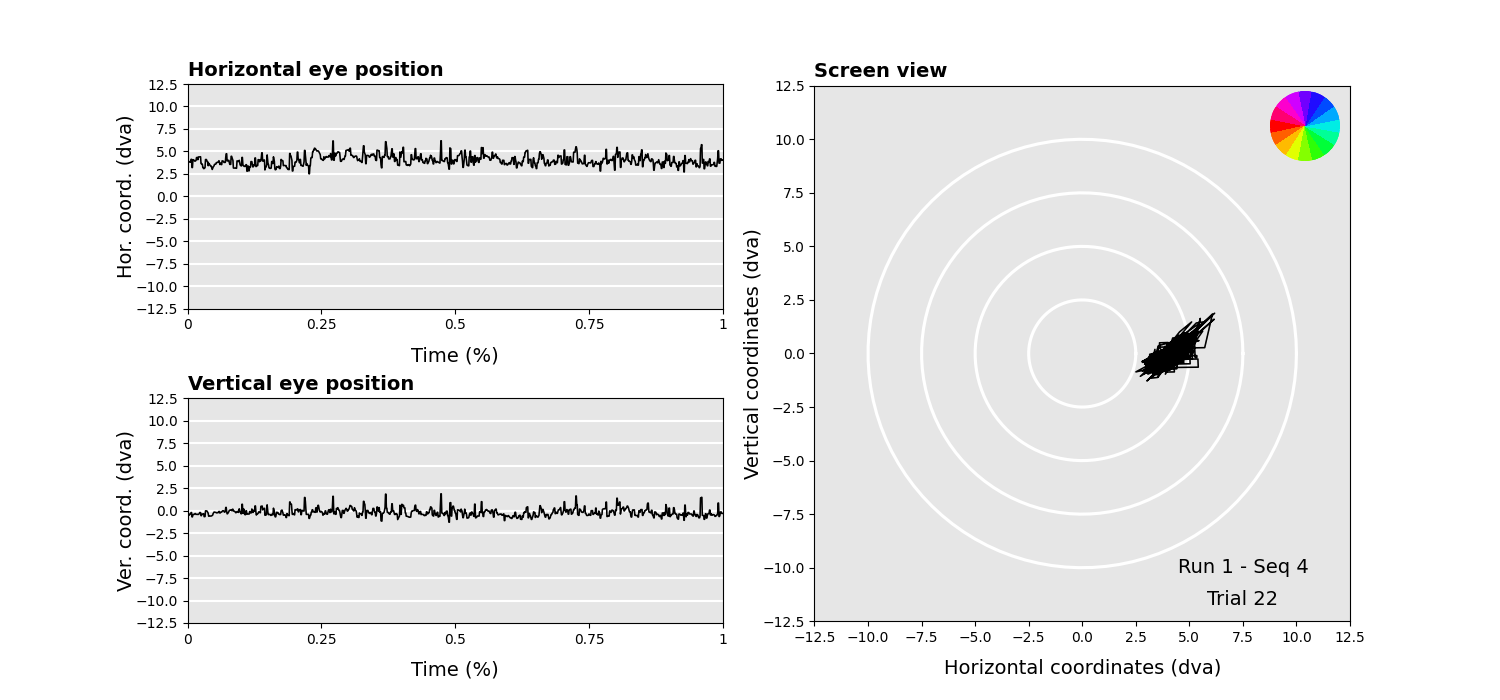 Horizontal eye position
Hor. coord. (dva)
12.5
10.0
7.5
5.0
2.5
0.0
−2.5
−5.0
−7.5
−10.0
−12.5
0 0.25 0.5 0.75 1
Time (%)
Vertical eye position
Ver. coord. (dva)
12.5
10.0
7.5
5.0
2.5
0.0
−2.5
−5.0
−7.5
−10.0
−12.5
0 0.25 0.5 0.75 1
Time (%)
Screen view
Vertical coordinates (dva)
12.5
10.0
7.5
5.0
2.5
0.0
−2.5
−5.0
−7.5
−10.0
−12.5
Run 1 - Seq 4
Trial 22
−12.5 −10.0 −7.5 −5.0 −2.5 0.0 2.5 5.0 7.5 10.0 12.5
Horizontal coordinates (dva)